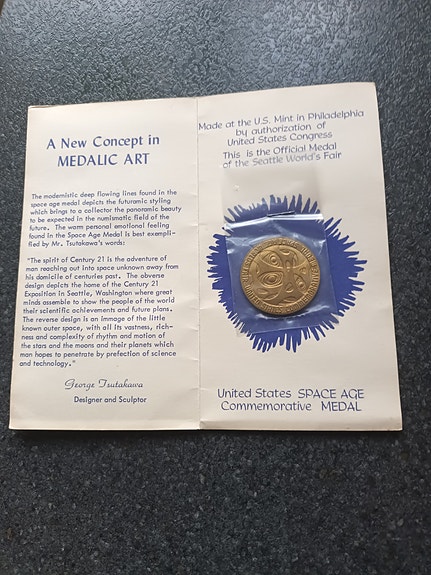 A New Concept in
MEDALIC ART
The modernistic deep flowing lines found in the
space age medal depicts the futuramic styling
which brings to a collector the panoramic beauty
to be expected in the numismatic field of the
future. The warm personal emotional feeling
found in the Space Age Medal is best exempli-
fied by Mr. Tsutakawa's words:
"The spirit of Century 21 is the adventure of
man reaching out into space unknown away from
his domicile of centuries past. The obverse
design depicts the home of the Century 21
Exposition in Seattle, Washington where great
minds assemble to show the people of the world
their scientific achievements and future plans.
The reverse design is an immage of the little
known outer space, with all its vastness, rich-
ness and complexity of rhythm and motion of
the stars and the moons and their planets which
man hopes to penetrate by prefection of science
and technology."
George Tsutakawa
Designer and Sculptor
Made at the U.S. Mint in Philadelphia
by authorization of
United States Congress
This is the Official Medal
of the Seattle World's Fair
United States SPACE AGE
Commemorative MEDAL